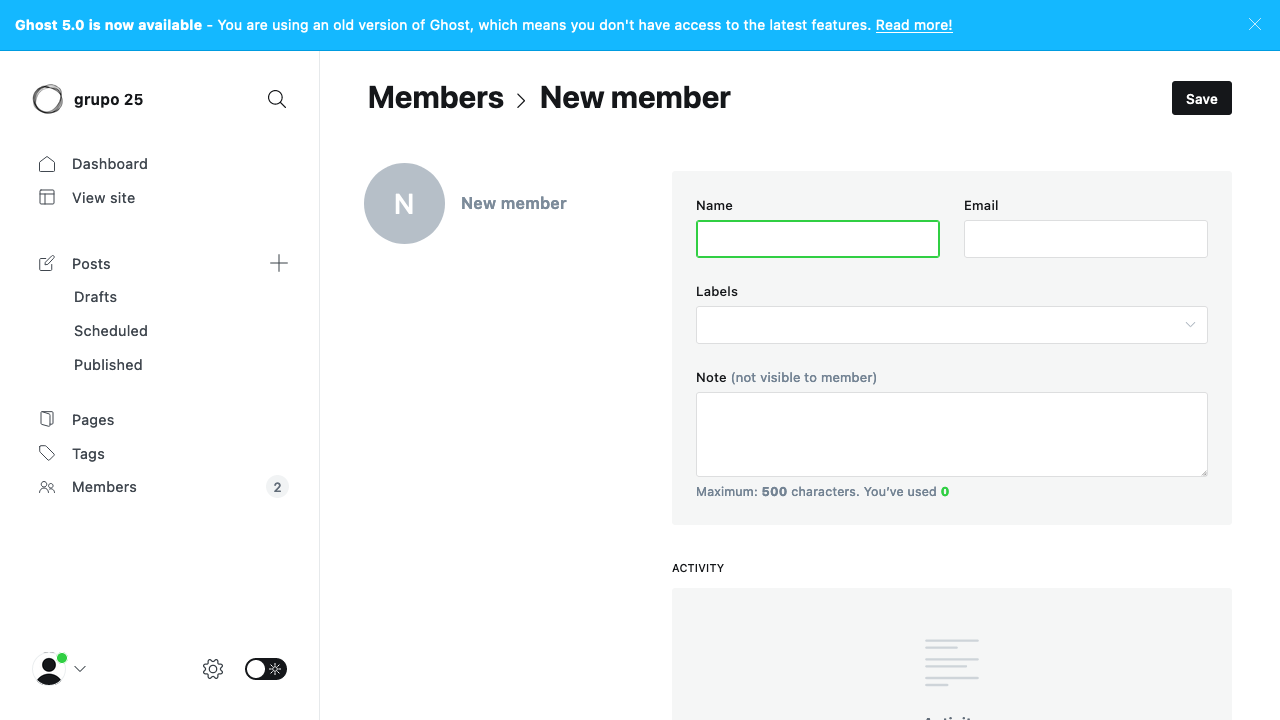 Ghost 5.0 is now available - You are using an old version of Ghost, which means you don't have access to the latest features. Read more!
grupo 25
Dashboard
View site
Posts
Drafts
Scheduled
Published
Pages
Tags
Members 2
Members > New member
Save
N New member
Name Email
Labels
Note (not visible to member)
Maximum: 500 characters. You’ve used 0
ACTIVITY